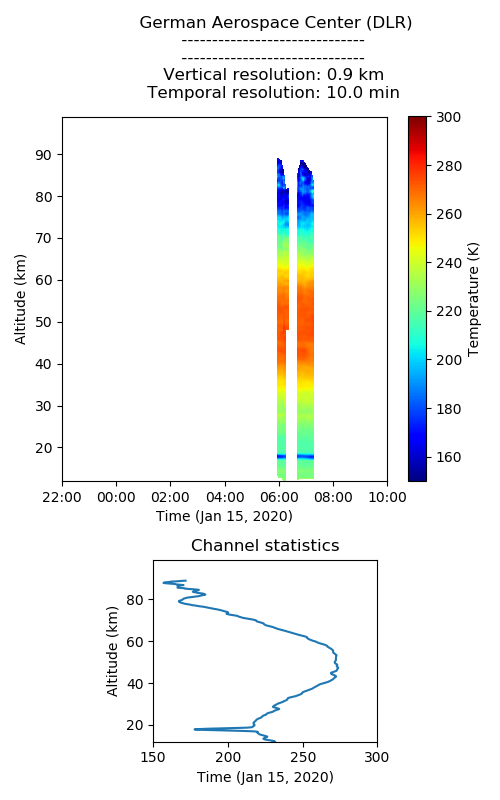 German Aerospace Center (DLR)
------------------------------
------------------------------
Vertical resolution: 0.9 km
Temporal resolution: 10.0 min
90
80
70
60
50
40
30
20
Altitude (km)
22:00 00:00 02:00 04:00 06:00 08:00 10:00
Time (Jan 15, 2020)
300
280
260
240
220
200
180
160
Temperature (K)
Channel statistics
80
60
40
20
Altitude (km)
150 200 250 300
Time (Jan 15, 2020)